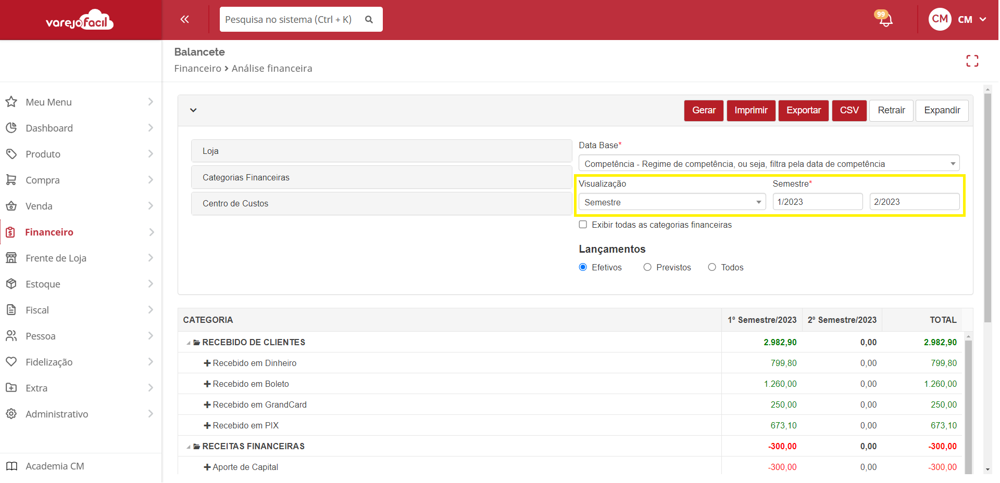 varejofacil
Pesquisa no sistema (Ctrl + K)
99
CM
CM
Balancete
Financeiro > Análise financeira
Meu Menu
Dashboard
Produto
Compra
Venda
Financeiro
Frente de Loja
Estoque
Fiscal
Pessoa
Fidelização
Extra
Administrativo
Academia CM
Gerar Imprimir Exportar CSV Retrair Expandir
Loja
Categorias Financeiras
Centro de Custos
Data Base*
Competência - Regime de competência, ou seja, filtra pela data de competência
Visualização Semestre*
Semestre 1/2023 2/2023
Exibir todas as categorias financeiras
Lançamentos
Efetivos Previstos Todos
CATEGORIA 1º Semestre/2023 2º Semestre/2023 TOTAL
RECEBIDO DE CLIENTES 2.982,90 0,00 2.982,90
Recebido em Dinheiro 799,80 0,00 799,80
Recebido em Boleto 1.260,00 0,00 1.260,00
Recebido em GrandCard 250,00 0,00 250,00
Recebido em PIX 673,10 0,00 673,10
RECEITAS FINANCEIRAS -300,00 0,00 -300,00
Aporte de Capital -300,00 0,00 -300,00